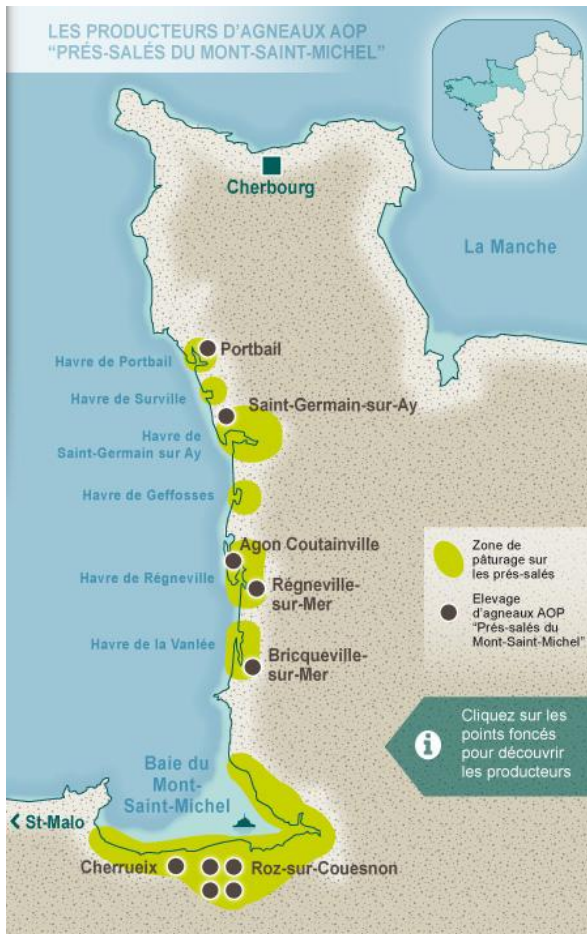 LES PRODUCTEURS D'AGNEAUX AOP
"PRÉS-SALÉS DU MONT-SAINT-MICHEL"
Cherbourg
La Manche
Portbail
Havre de Portbail
Havre de Surville
Saint-Germain-sur-Ay
Havre de
Saint-Germain sur Ay
Havre de Geffosses
Agon Coutainville
Havre de Régneville
Régneville-
sur-Mer
Havre de la Vanlée
Bricqueville-
sur-Mer
Zone de
pâturage sur
les prés-salés
Elevage
d'agneaux AOP
"Prés-salés du
Mont-Saint-Michel"
i
Cliquez sur les
points foncés
pour découvrir
les producteurs
Baie du
Mont-
Saint-Michel
< St-Malo
Cherrueix
Roz-sur-Couesnon